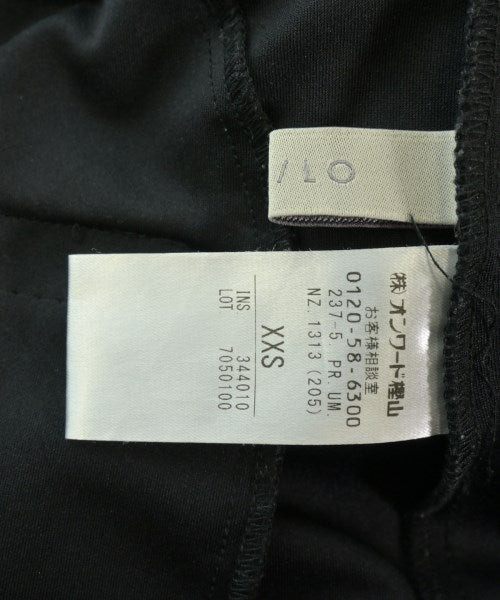 /10
(株)オンワード樫山
お客様相談室
0120-58-6300
237-5 PR UM.
NZ.1313 (205)
XXS
INS 344010
LOT 7050100